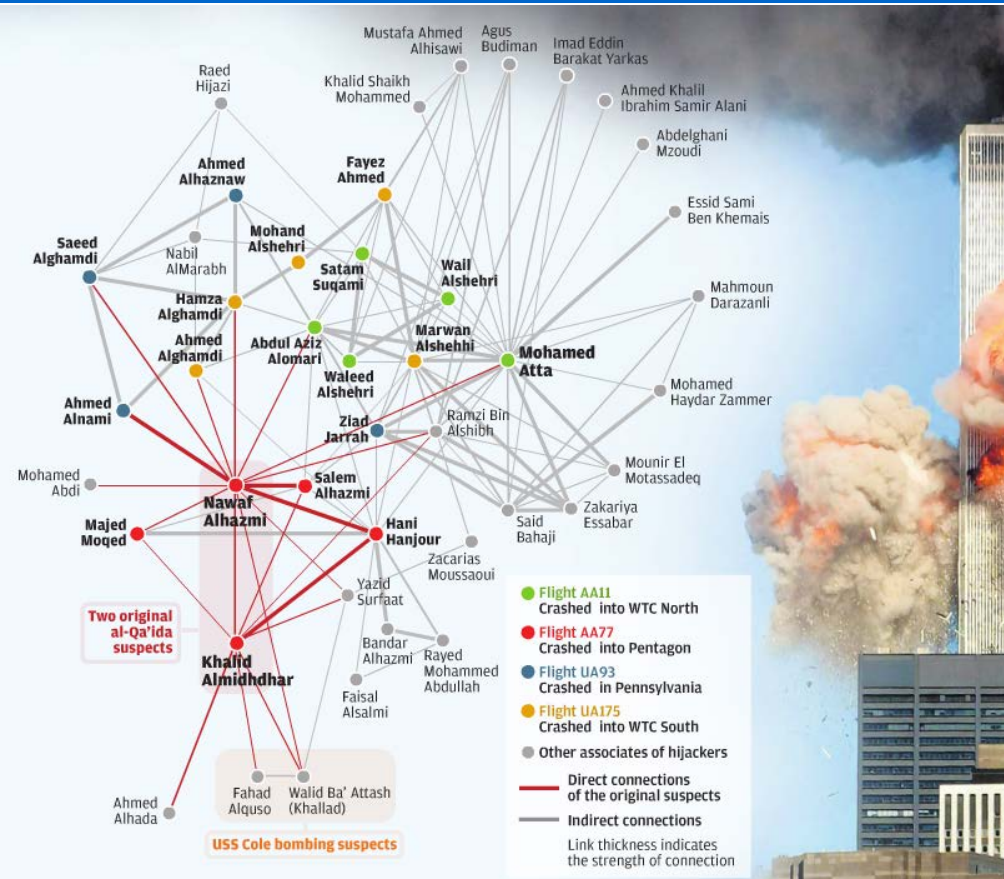 Mustafa Ahmed
Alhisawi
Agus
Budiman
Imad Eddin
Barakat Yarkas
Raed
Hijazi
Khalid Shaikh
Mohammed
Ahmed Khalil
Ibrahim Samir Alani
Abdelghani
Mzoudi
Ahmed
Alhaznaw
Fayez
Ahmed
Essid Sami
Ben Khemais
Saeed
Alghamdi
Nabil
AlMarabh
Mohand
Alshehri
Satam
Suqami
Wail
Alshehri
Mahmoun
Darazanli
Hamza
Alghamdi
Ahmed
Alghamdi
Abdul Aziz
Alomari
Waleed
Alshehri
Marwan
Alshehhi
Mohamed
Atta
Mohamed
Haydar Zammer
Ahmed
Alnami
Ziad
Jarrah
Ramzi Bin
Alshibh
Mounir El
Motassadeq
Mohamed
Abdi
Nawaf
Alhazmi
Salem
Alhazmi
Said
Bahaji
Zakariya
Essabar
Majed
Moqed
Hani
Hanjour
Zacarias
Moussaoui
Yazid
Surfaat
Two original
al-Qa'ida
suspects
Khalid
Almidhdhar
Bandar
Alhazmi
Rayed
Mohammed
Abdullah
Faisal
Alsalmi
Ahmed
Alhada
Fahad
Alquso
Walid Ba' Attash
(Khallad)
USS Cole bombing suspects
Flight AA11
Crashed into WTC North
Flight AA77
Crashed into Pentagon
Flight UA93
Crashed in Pennsylvania
Flight UA175
Crashed into WTC South
Other associates of hijackers
Direct connections
of the original suspects
Indirect connections
Link thickness indicates
the strength of connection